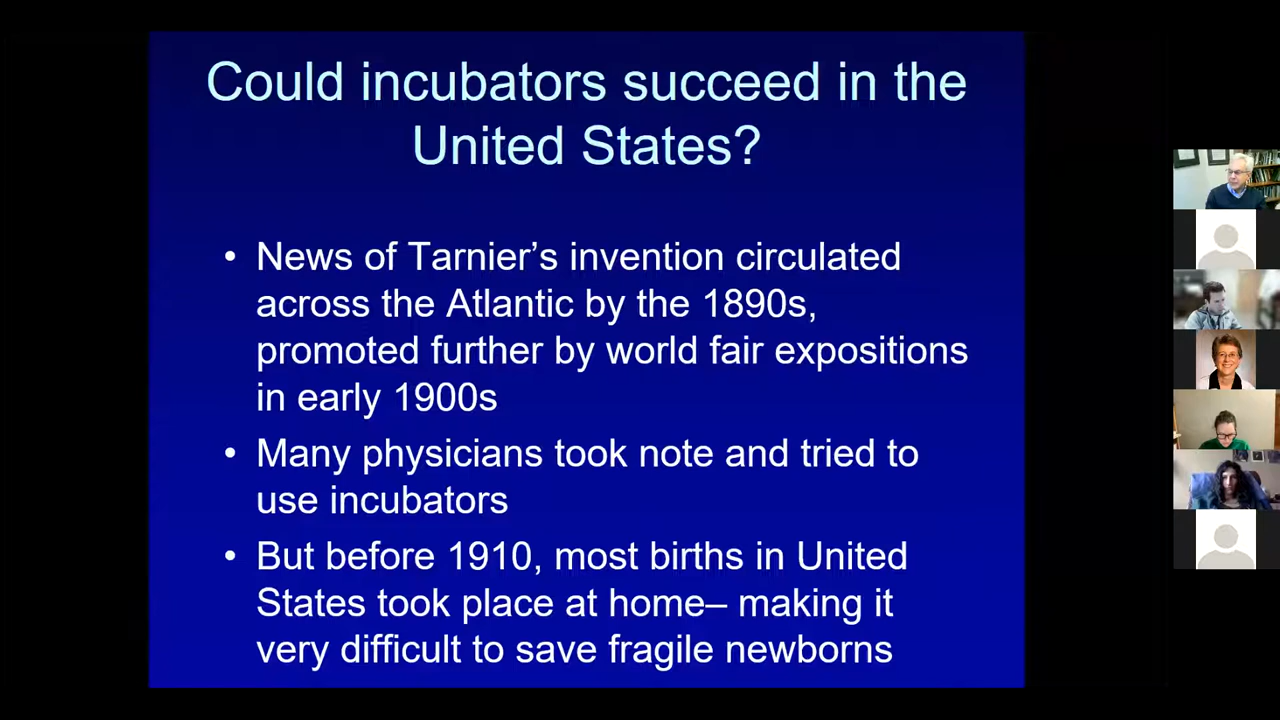 Could incubators succeed in the
United States?
• News of Tarnier’s invention circulated
across the Atlantic by the 1890s,
promoted further by world fair expositions
in early 1900s
• Many physicians took note and tried to
use incubators
• But before 1910, most births in United
States took place at home– making it
very difficult to save fragile newborns